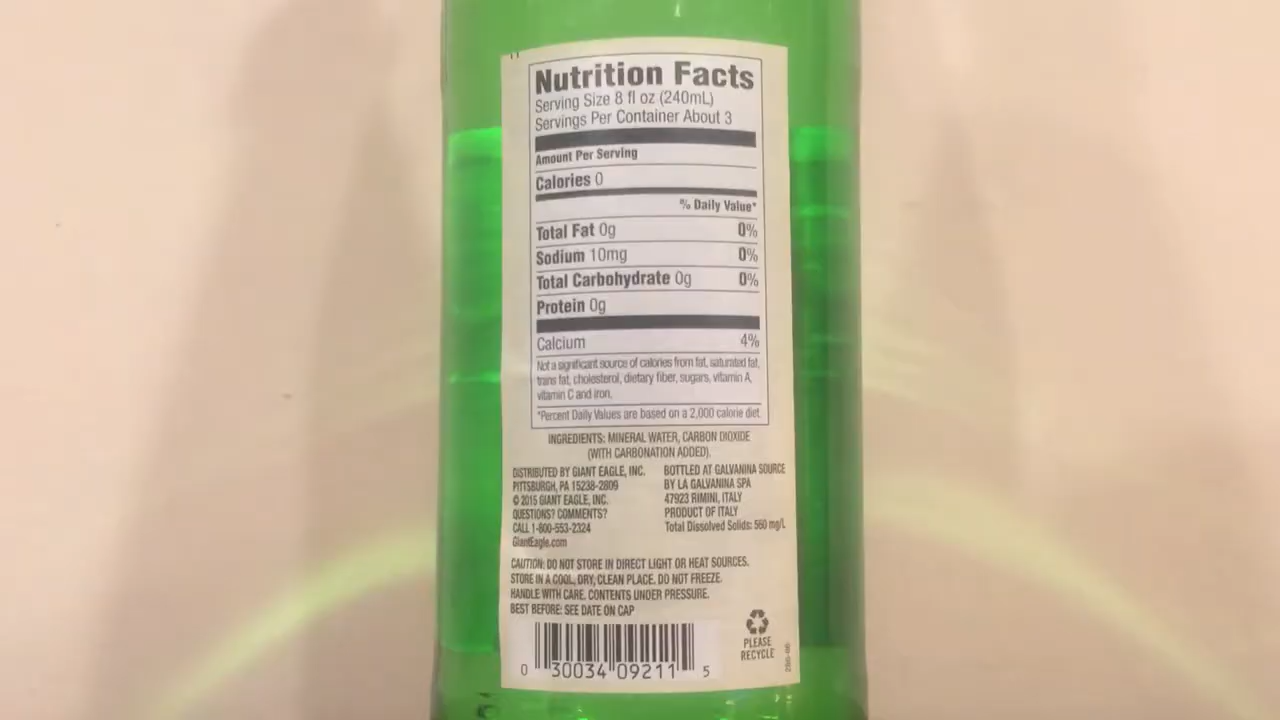 Nutrition Facts
Serving Size 8 fl oz (240mL)
Servings Per Container About 3
Amount Per Serving
Calories 0
% Daily Value*
Total Fat 0g 0%
Sodium 10mg 0%
Total Carbohydrate 0g 0%
Protein 0g
Calcium 4%
Not a significant source of calories from fat, saturated fat,
trans fat, cholesterol, dietary fiber, sugars, vitamin A,
vitamin C and iron.
*Percent Daily Values are based on a 2,000 calorie diet.
INGREDIENTS: MINERAL WATER, CARBON DIOXIDE
(WITH CARBONATION ADDED).
DISTRIBUTED BY GIANT EAGLE, INC.
PITTSBURGH, PA 15238-2809
© 2015 GIANT EAGLE, INC.
QUESTIONS? COMMENTS?
CALL 1-800-553-2324
GiantEagle.com
BOTTLED AT GALVANINA SOURCE
BY LA GALVANINA SPA
47923 RIMINI, ITALY
PRODUCT OF ITALY
Total Dissolved Solids: 560 mg/L
CAUTION: DO NOT STORE IN DIRECT LIGHT OR HEAT SOURCES.
STORE IN A COOL, DRY, CLEAN PLACE. DO NOT FREEZE.
HANDLE WITH CARE. CONTENTS UNDER PRESSURE.
BEST BEFORE: SEE DATE ON CAP
0 30034 09211 5
PLEASE
RECYCLE